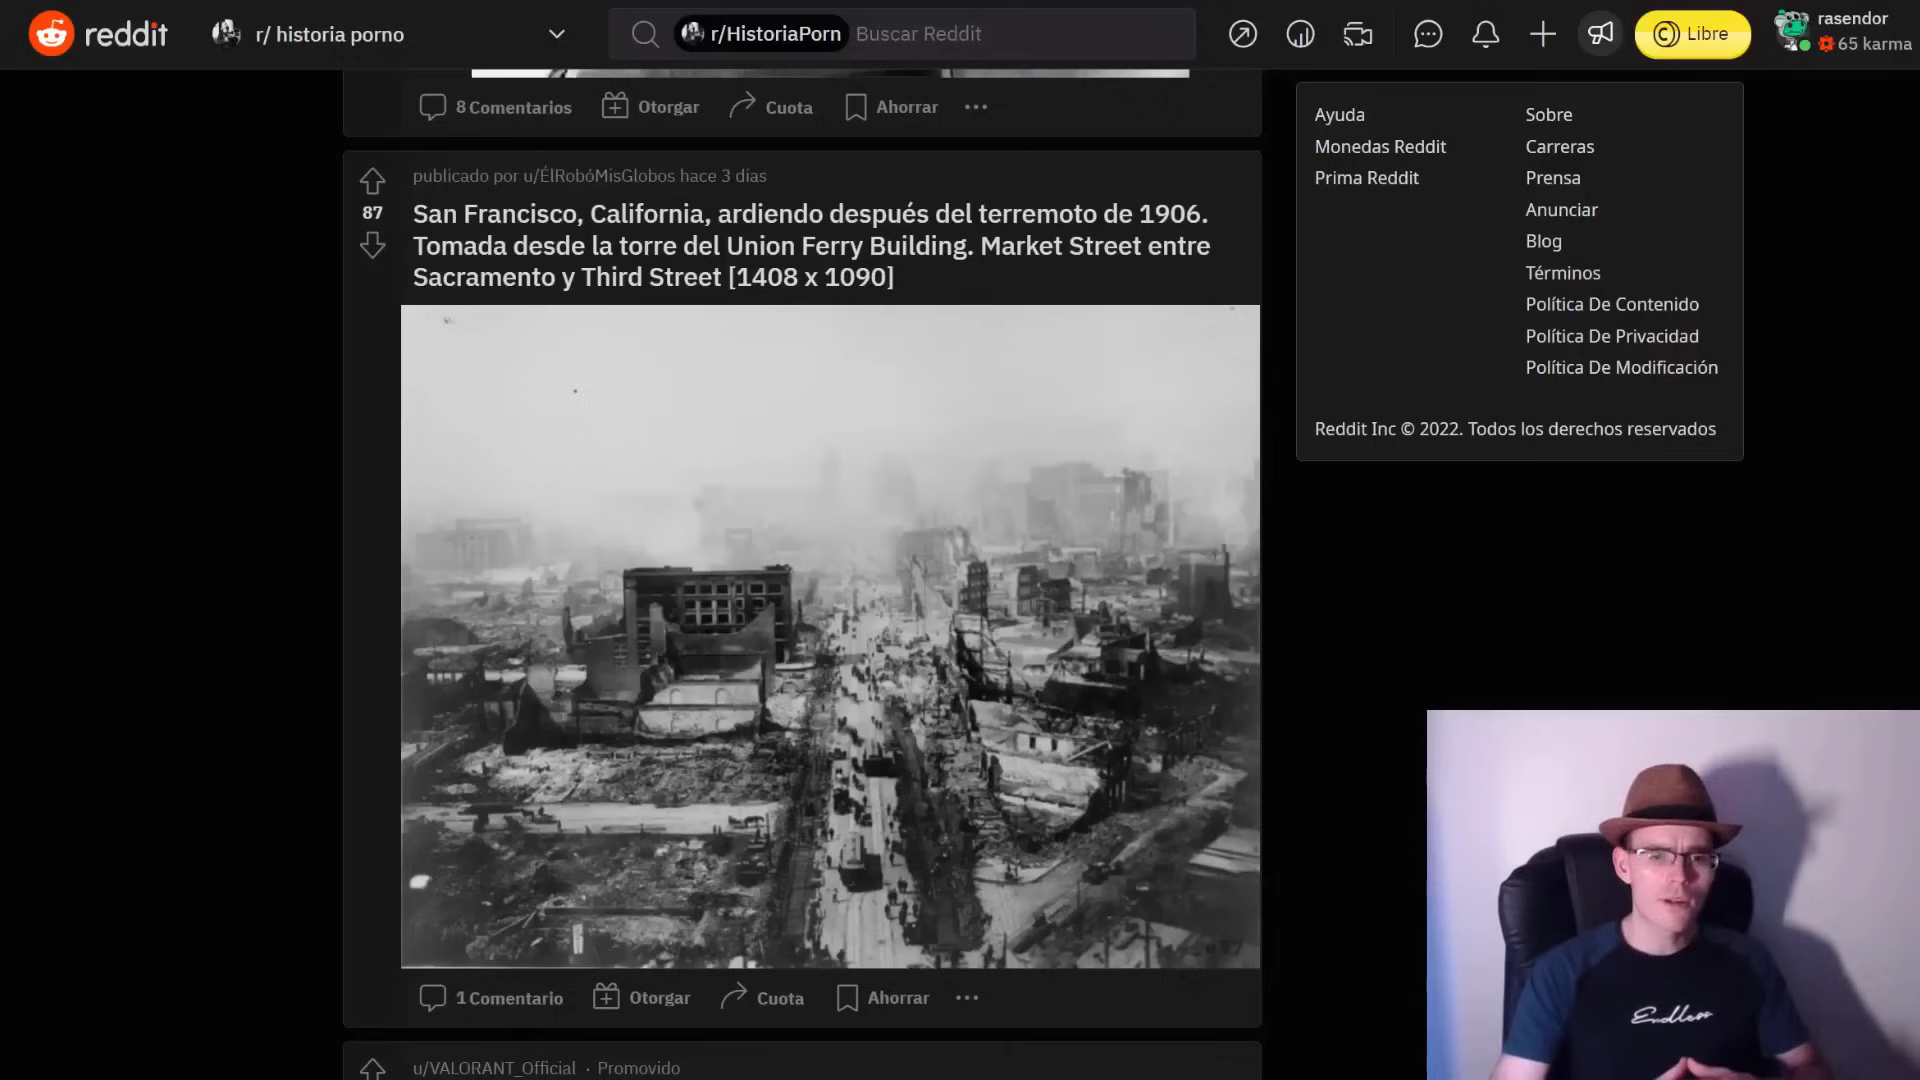 reddit
r/ historia porno
r/HistoriaPorn
Buscar Reddit
Libre
rasendor
65 karma
8 Comentarios
Otorgar
Cuota
Ahorrar
publicado por u/ÉlRobóMisGlobos hace 3 dias
87
San Francisco, California, ardiendo después del terremoto de 1906.
Tomada desde la torre del Union Ferry Building. Market Street entre
Sacramento y Third Street [1408 x 1090]
1 Comentario
Otorgar
Cuota
Ahorrar
u/VALORANT_Official · Promovido
Ayuda
Monedas Reddit
Prima Reddit
Sobre
Carreras
Prensa
Anunciar
Blog
Términos
Política De Contenido
Política De Privacidad
Política De Modificación
Reddit Inc © 2022. Todos los derechos reservados
Endless